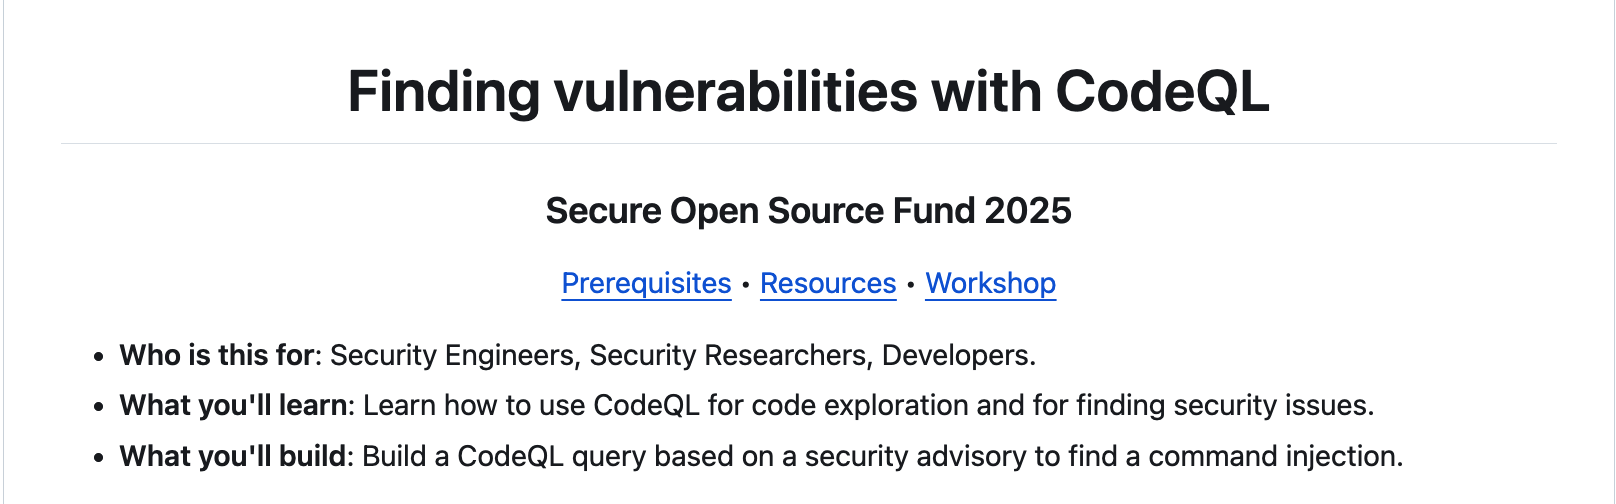 Finding vulnerabilities with CodeQL
Secure Open Source Fund 2025
Prerequisites • Resources • Workshop
• Who is this for: Security Engineers, Security Researchers, Developers.
• What you'll learn: Learn how to use CodeQL for code exploration and for finding security issues.
• What you'll build: Build a CodeQL query based on a security advisory to find a command injection.